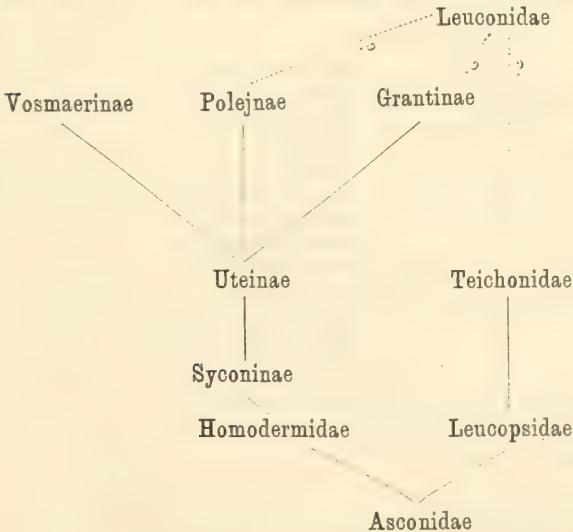 Leuconidae
? ? ?
Vosmaerinae Polejnae Grantinae
Uteinae Teichonidae
Syconinae
Homodermidae Leucopsidae
Asconidae